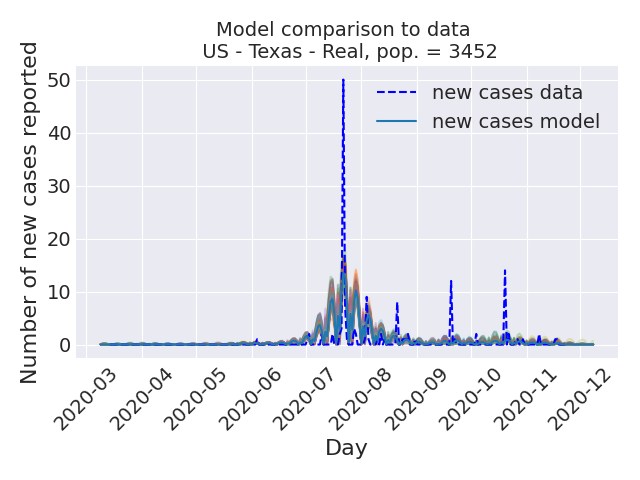 Model comparison to data
US - Texas - Real, pop. = 3452
Number of new cases reported
50
40
30
20
10
0
new cases data
new cases model
2020-03
2020-04
2020-05
2020-06
2020-07
2020-08
2020-09
2020-10
2020-11
2020-12
Day